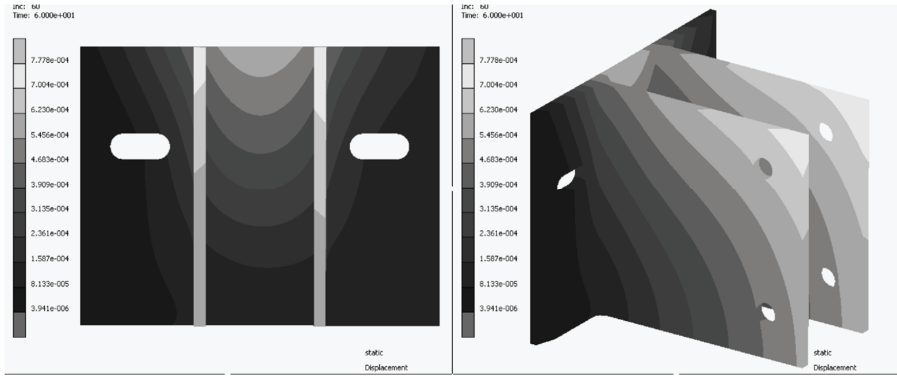 Inc: 60
Time: 6.000e+001
7.778e-004
7.004e-004
6.230e-004
5.456e-004
4.683e-004
3.909e-004
3.135e-004
2.361e-004
1.587e-004
8.133e-005
3.941e-006
static
Displacement
Inc: 60
Time: 6.000e+001
7.778e-004
7.004e-004
6.230e-004
5.456e-004
4.683e-004
3.909e-004
3.135e-004
2.361e-004
1.587e-004
8.133e-005
3.941e-006
static
Displacement